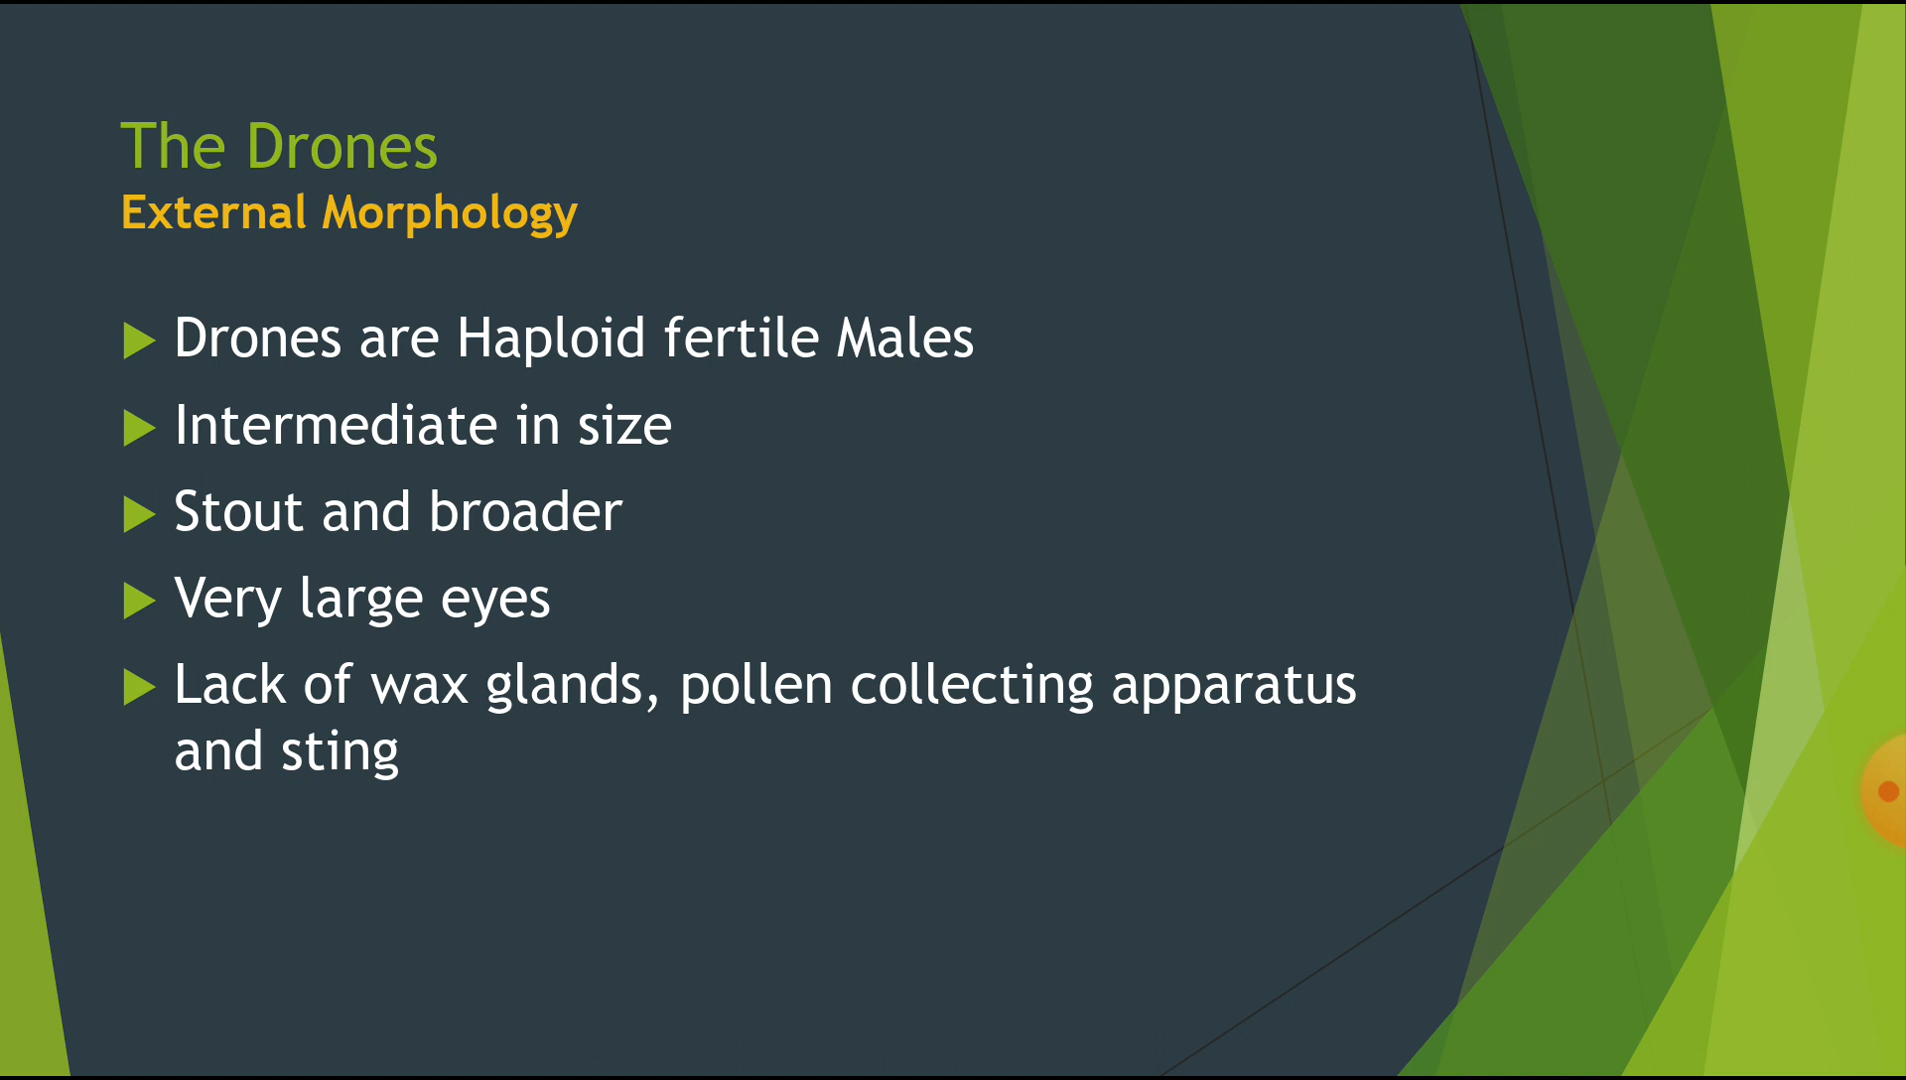 The Drones
External Morphology
Drones are Haploid fertile Males
Intermediate in size
Stout and broader
Very large eyes
Lack of wax glands, pollen collecting apparatus
and sting